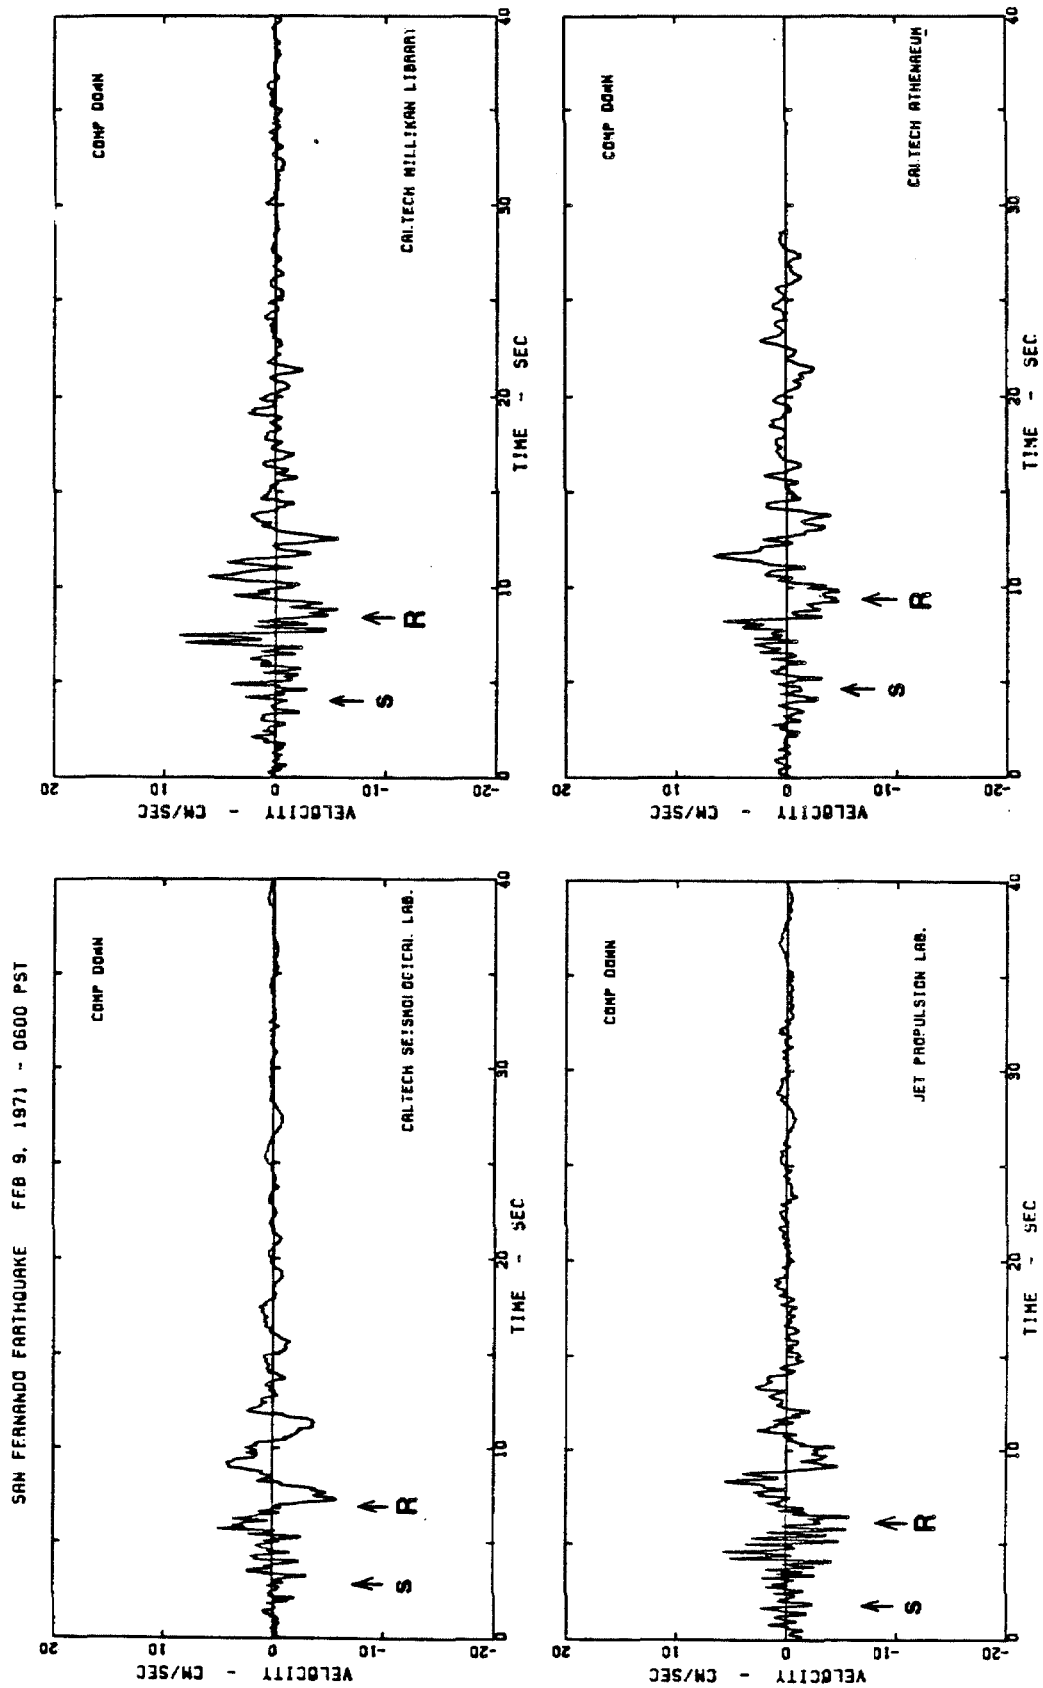 SAN FERNANDO EARTHQUAKE FEB 9, 1971 - 0600 PST
20
10
0
-10
-20
VELOCITY - CM/SEC
COMP DOWN
CALTECH SEISMOLOGICAL LAB.
S
R
0
10
20
30
40
TIME - SEC
20
10
0
-10
-20
VELOCITY - CM/SEC
COMP DOWN
CALTECH MILLIKAN LIBRARY
S
R
0
10
20
30
40
TIME - SEC
20
10
0
-10
-20
VELOCITY - CM/SEC
COMP DOWN
JET PROPULSION LAB.
S
R
0
10
20
30
40
TIME - SEC
20
10
0
-10
-20
VELOCITY - CM/SEC
COMP DOWN
CALTECH ATHENAEUM
S
R
0
10
20
30
40
TIME - SEC